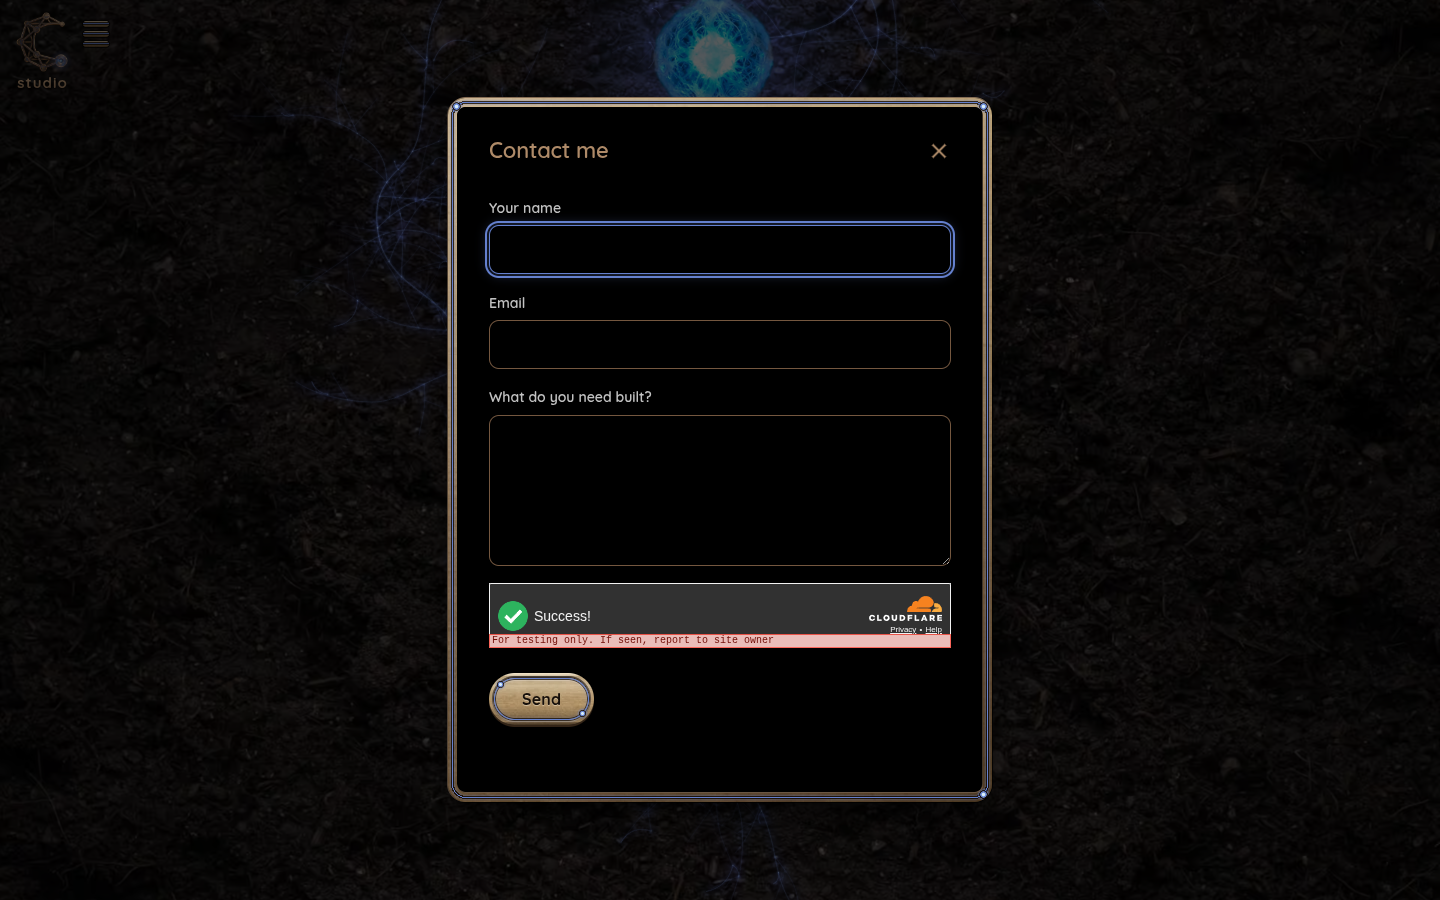 studio
Contact me
Your name
Email
What do you need built?
Success!
CLOUDFLARE
Privacy • Help
For testing only. If seen, report to site owner
Send